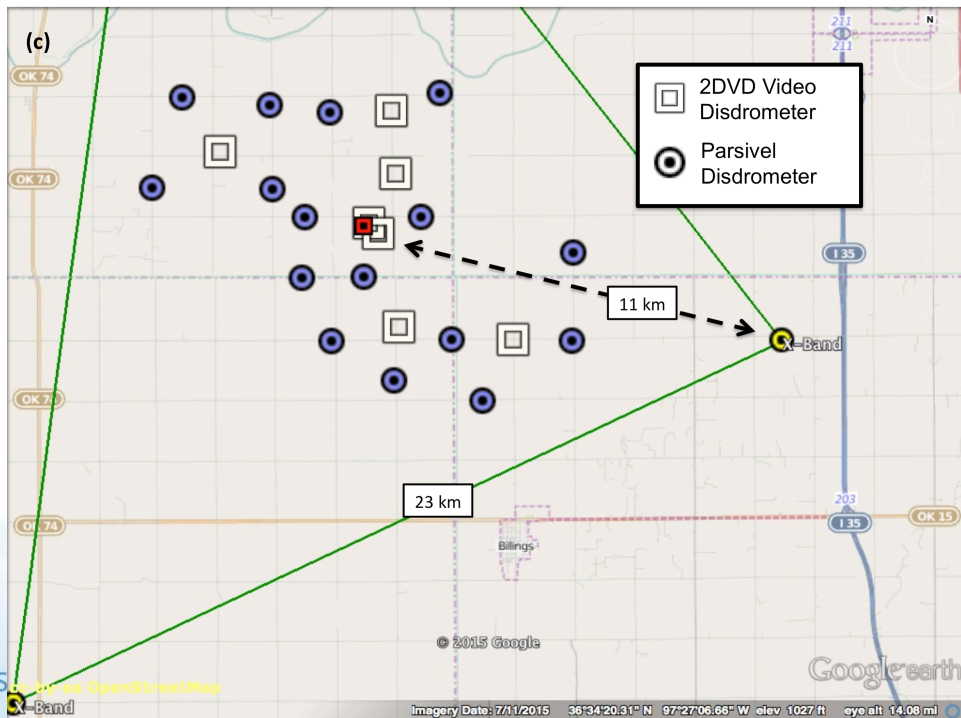 (c)
N
211
211
OK 74
2DVD Video
Disdrometer
Parsivel
Disdrometer
OK 74
I 35
11 km
X-Band
OK 74
23 km
203
OK 74
I 35
OK 15
Billings
© 2015 Google
OpenStreetMap
Google earth
X-Band
Imagery Date: 7/11/2015 36°34'20.31" N 97°27'06.66" W elev 1027 ft eye alt 14.08 mi